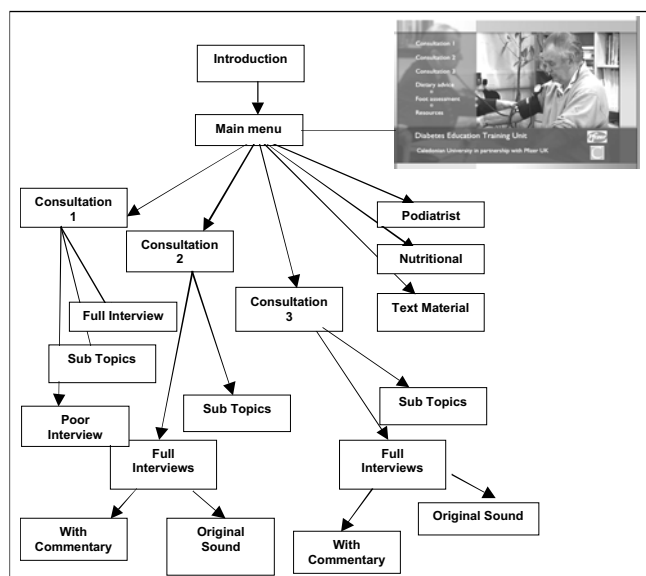 Introduction
Main menu
Consultation 1
Consultation 2
Consultation 3
Dietary advice
Foot assessment
Resources
Diabetes Education Training Unit
Caledonian University in partnership with Pfizer UK
Consultation
1
Consultation
2
Consultation
3
Podiatrist
Nutritional
Text Material
Full Interview
Sub Topics
Poor
Interview
Sub Topics
Sub Topics
Full
Interviews
Full
Interviews
With
Commentary
Original
Sound
With
Commentary
Original Sound